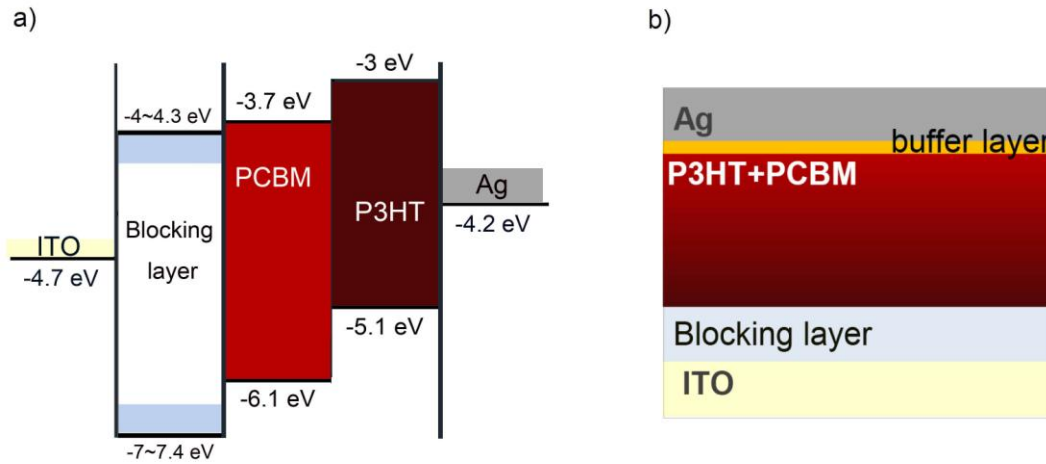 a)
-4~4.3 eV
-3.7 eV
-3 eV
PCBM
Blocking
layer
P3HT
Ag
-4.2 eV
ITO
-4.7 eV
-5.1 eV
-6.1 eV
-7~7.4 eV
b)
Ag
buffer layer
P3HT+PCBM
Blocking layer
ITO